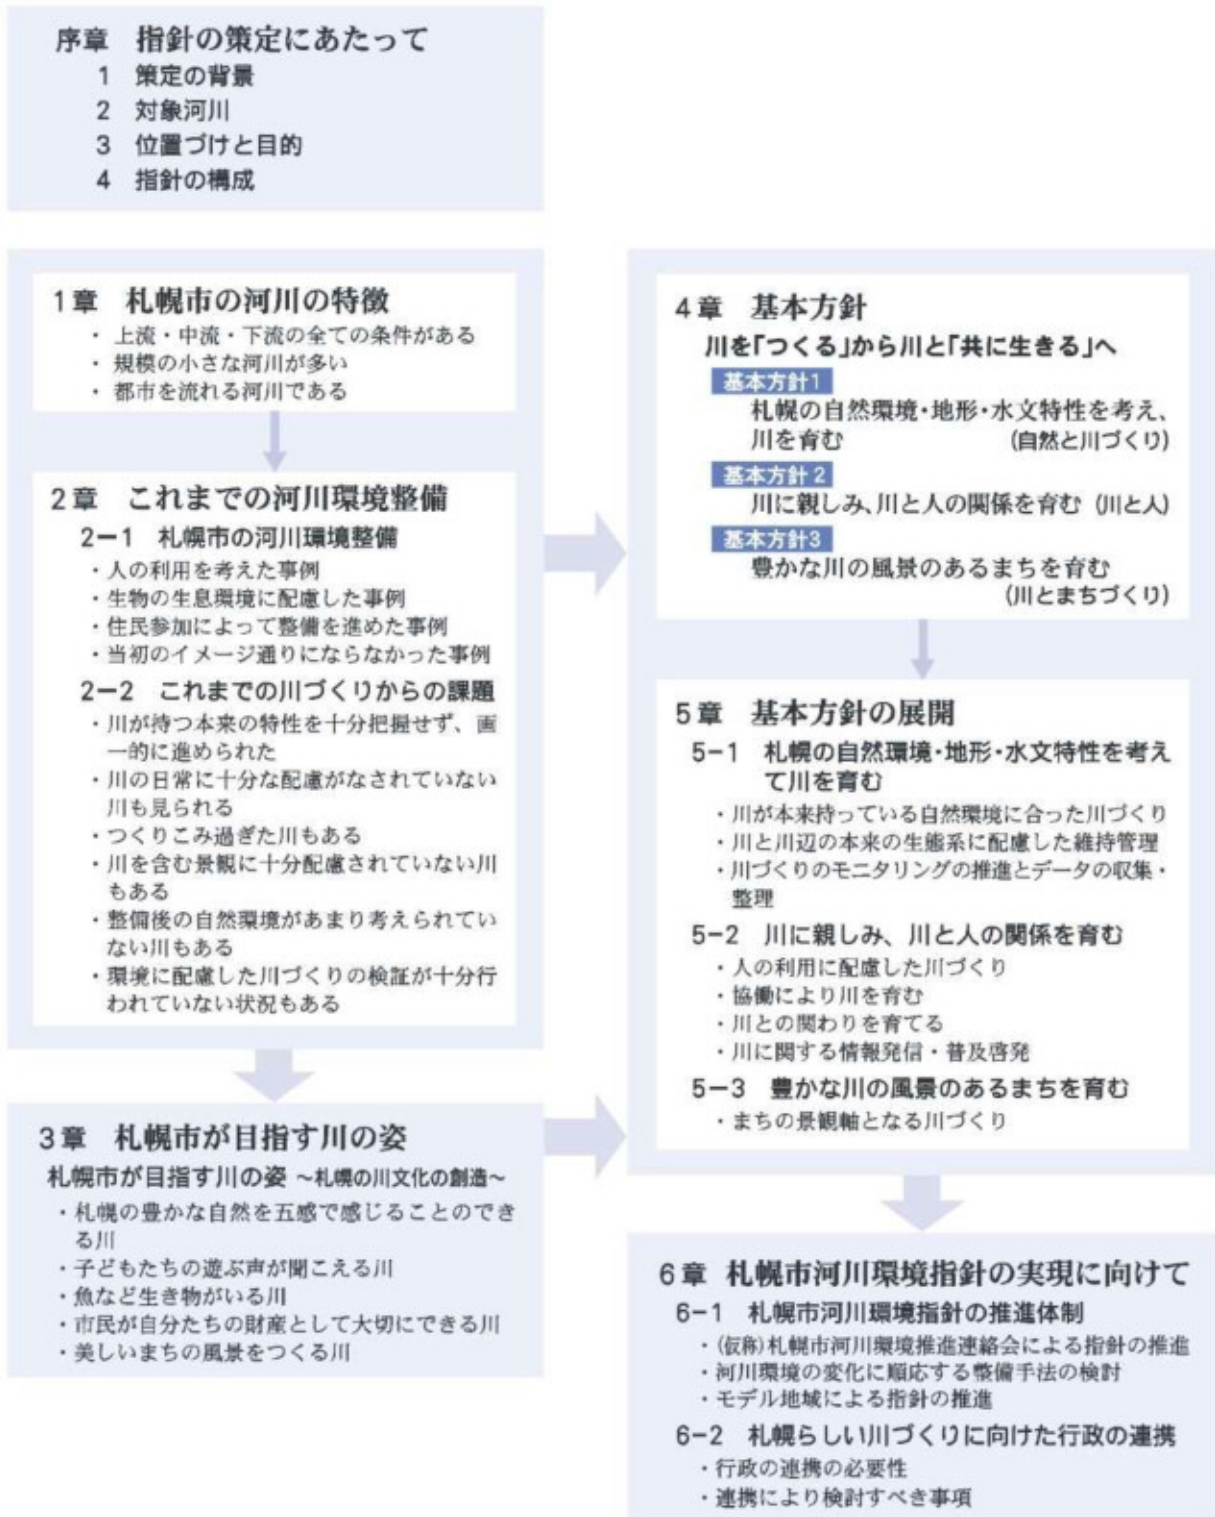 序章 指針の策定にあたって
1 策定の背景
2 対象河川
3 位置づけと目的
4 指針の構成
1章 札幌市の河川の特徴
・上流・中流・下流の全ての条件がある
・規模の小さな河川が多い
・都市を流れる河川である
2章 これまでの河川環境整備
2−1 札幌市の河川環境整備
・人の利用を考えた事例
・生物の生息環境に配慮した事例
・住民参加によって整備を進めた事例
・当初のイメージ通りにならなかった事例
2−2 これまでの川づくりからの課題
・川が持つ本来の特性を十分把握せず、画
一的に進められた
・川の日常に十分な配慮がなされていない
川も見られる
・つくりこみ過ぎた川もある
・川を含む景観に十分配慮されていない川
もある
・整備後の自然環境があまり考えられてい
ない川もある
・環境に配慮した川づくりの検証が十分行
われていない状況もある
3章 札幌市が目指す川の姿
札幌市が目指す川の姿 〜札幌の川文化の創造〜
・札幌の豊かな自然を五感で感じることのでき
る川
・子どもたちの遊ぶ声が聞こえる川
・魚など生き物がいる川
・市民が自分たちの財産として大切にできる川
・美しいまちの風景をつくる川
4章 基本方針
川を「つくる」から川と「共に生きる」へ
基本方針1
札幌の自然環境・地形・水文特性を考え、
川を育む (自然と川づくり)
基本方針2
川に親しみ、川と人の関係を育む (川と人)
基本方針3
豊かな川の風景のあるまちを育む
(川とまちづくり)
5章 基本方針の展開
5−1 札幌の自然環境・地形・水文特性を考え
て川を育む
・川が本来持っている自然環境に合った川づくり
・川と川辺の本来の生態系に配慮した維持管理
・川づくりのモニタリングの推進とデータの収集・
整理
5−2 川に親しみ、川と人の関係を育む
・人の利用に配慮した川づくり
・協働により川を育む
・川との関わりを育てる
・川に関する情報発信・普及啓発
5−3 豊かな川の風景のあるまちを育む
・まちの景観軸となる川づくり
6章 札幌市河川環境指針の実現に向けて
6−1 札幌市河川環境指針の推進体制
・(仮称)札幌市河川環境推進連絡会による指針の推進
・河川環境の変化に順応する整備手法の検討
・モデル地域による指針の推進
6−2 札幌らしい川づくりに向けた行政の連携
・行政の連携の必要性
・連携により検討すべき事項